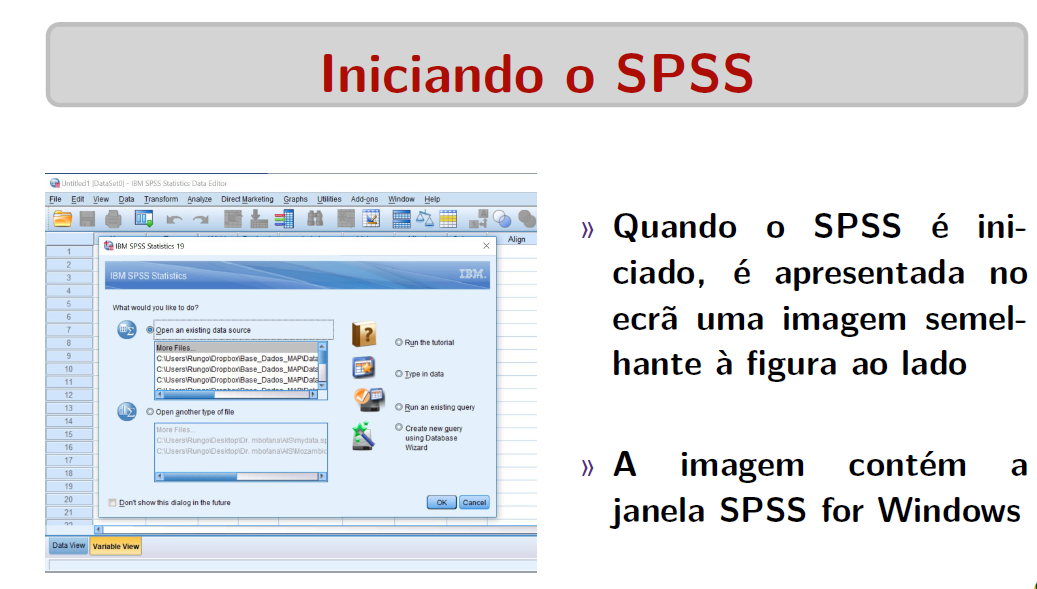 Iniciando o SPSS
Untitled1 [DataSet0] - IBM SPSS Statistics Data Editor
File Edit View Data Transform Analyze Direct Marketing Graphs Utilities Add-ons Window Help
Align
IBM SPSS Statistics 19
IBM SPSS Statistics
IBM.
What would you like to do?
Open an existing data source
More Files...
C:\Users\Rungo\Dropbox\Base_Dados_MAP\Data
C:\Users\Rungo\Dropbox\Base_Dados_MAP\Data
C:\Users\Rungo\Dropbox\Base_Dados_MAP\Data
Open another type of file
More Files...
C:\Users\Rungo\Desktop\Dr. mbofana\AIS\mydata.sp
C:\Users\Rungo\Desktop\Dr. mbofana\AIS\Mozambic
Run the tutorial
Type in data
Run an existing query
Create new query
using Database
Wizard
Don't show this dialog in the future
OK Cancel
1
2
3
4
5
6
7
8
9
10
11
12
13
14
15
16
17
18
19
20
21
Data View Variable View
» Quando o SPSS é ini-
ciado, é apresentada no
ecrã uma imagem semel-
hante à figura ao lado
» A imagem contém a
janela SPSS for Windows